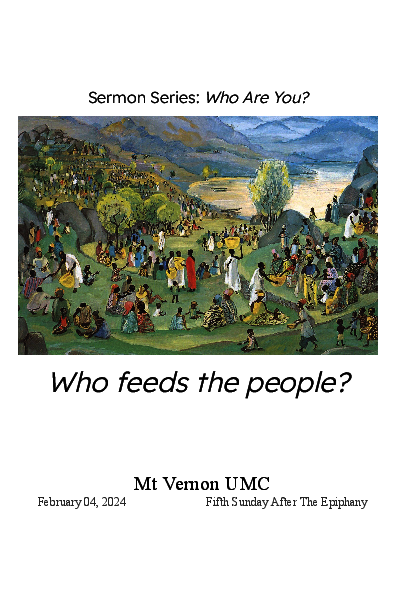 Sermon Series: Who Are You?
Who feeds the people?
Mt Vernon UMC
February 04, 2024 Fifth Sunday After The Epiphany